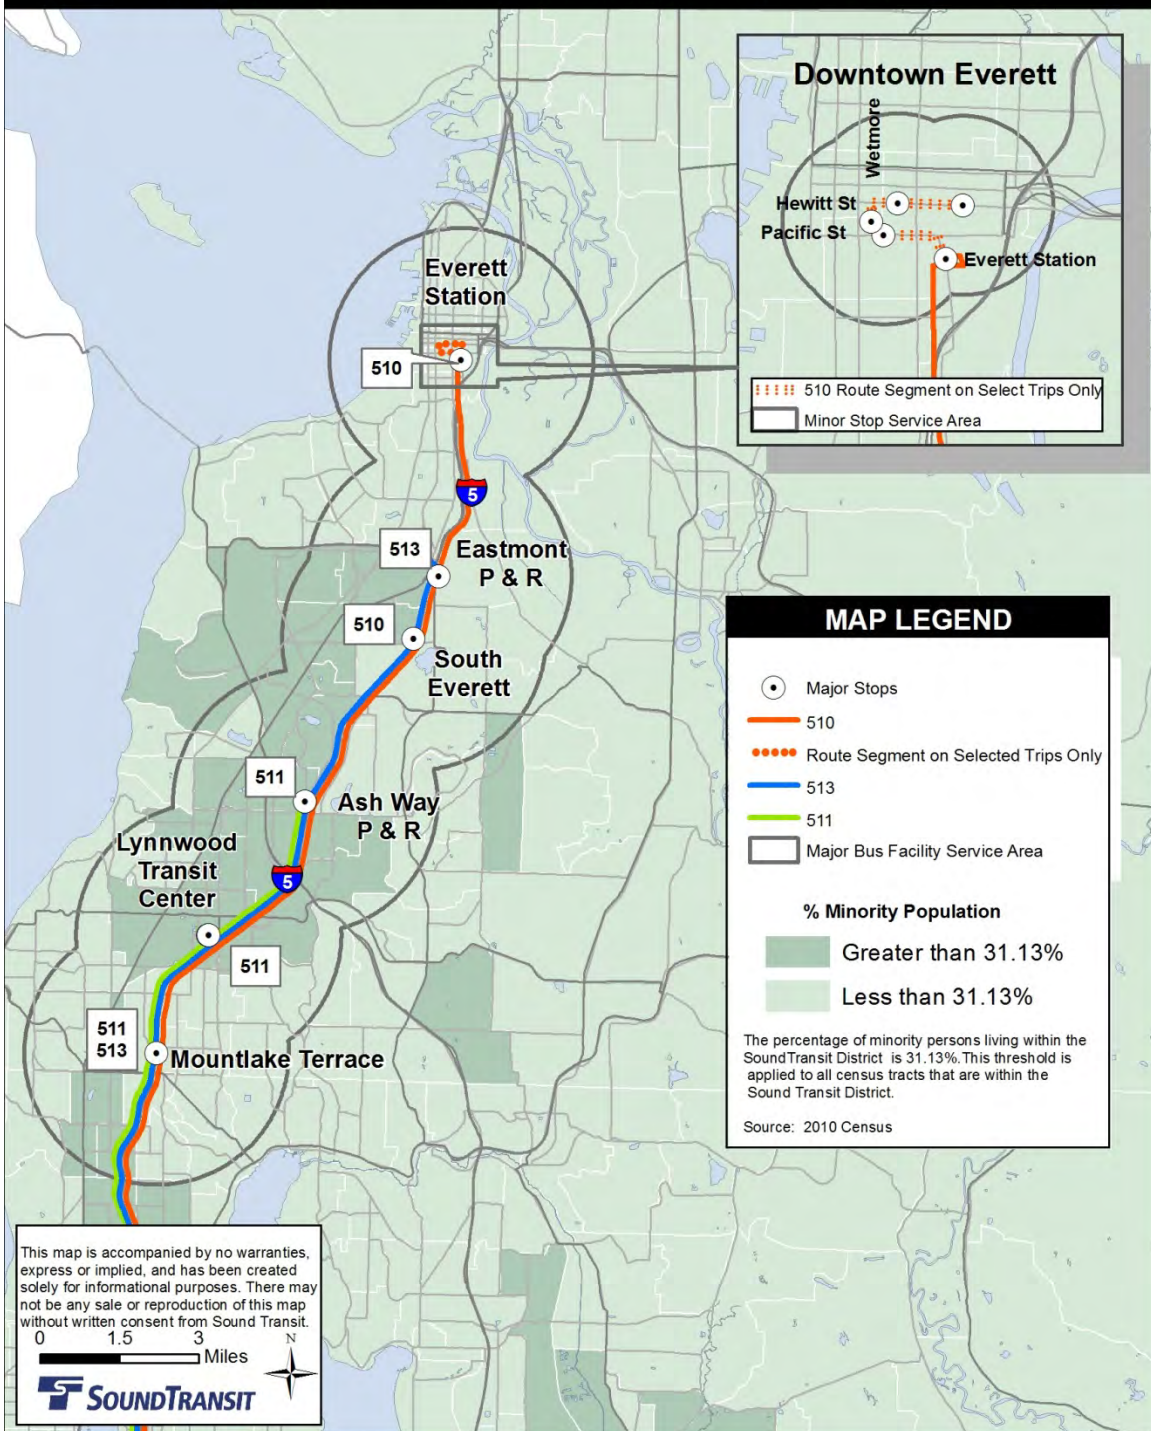 Downtown Everett
Wetmore
Hewitt St
Pacific St
Everett Station
510 Route Segment on Select Trips Only
Minor Stop Service Area
Everett
Station
510
5
513
Eastmont
P & R
510
South
Everett
511
Ash Way
P & R
Lynnwood
Transit
Center
5
511
511
513
Mountlake Terrace
MAP LEGEND
Major Stops
510
Route Segment on Selected Trips Only
513
511
Major Bus Facility Service Area
% Minority Population
Greater than 31.13%
Less than 31.13%
The percentage of minority persons living within the
SoundTransit District is 31.13%.This threshold is
applied to all census tracts that are within the
Sound Transit District.
Source: 2010 Census
This map is accompanied by no warranties,
express or implied, and has been created
solely for informational purposes. There may
not be any sale or reproduction of this map
without written consent from Sound Transit.
0 1.5 3
Miles
N
SOUNDTRANSIT